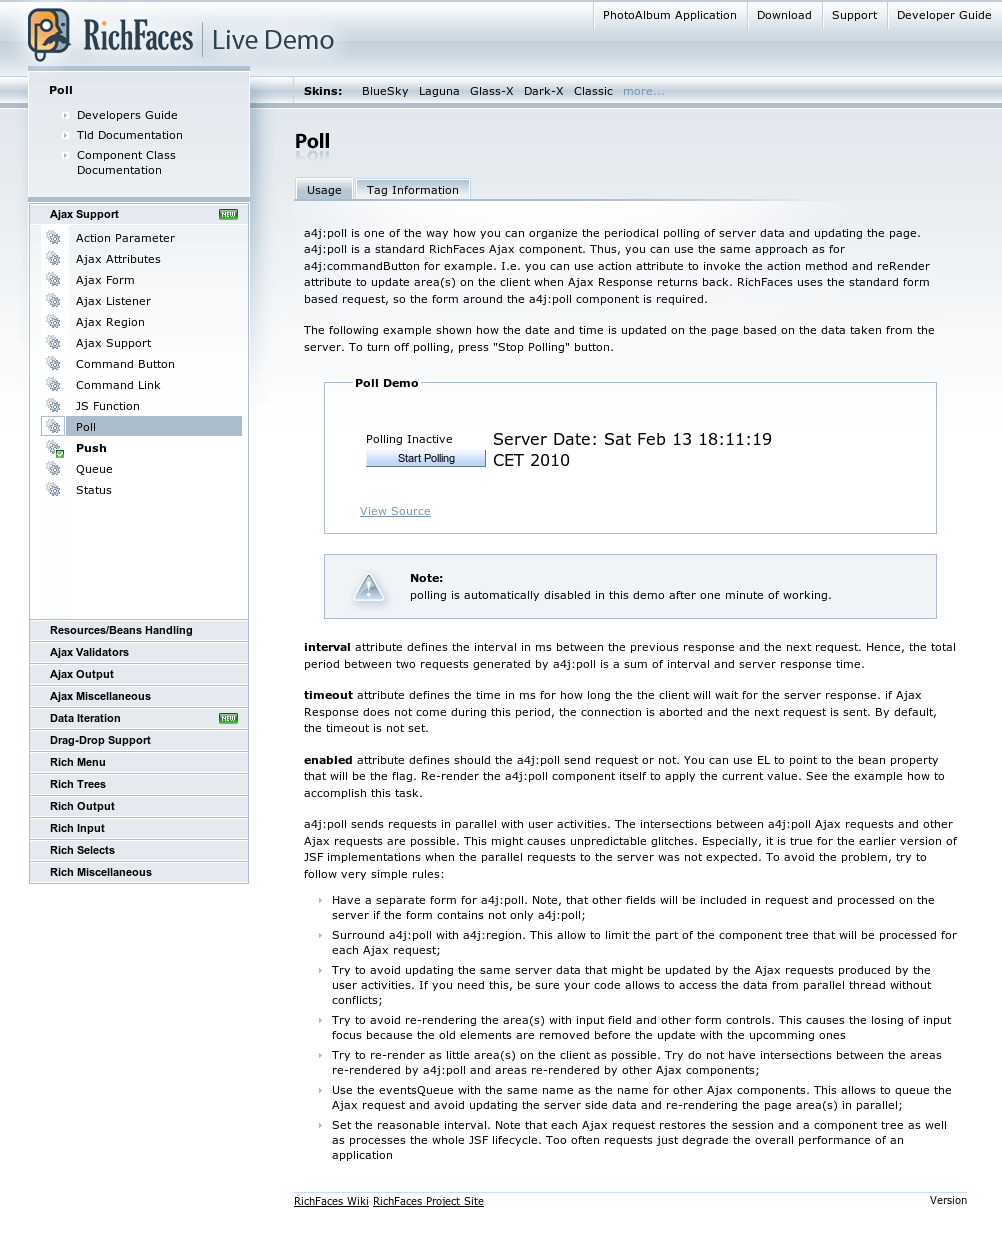 PhotoAlbum Application
Download
Support
Developer Guide
RichFaces Live Demo
Skins: BlueSky Laguna Glass-X Dark-X Classic more...
Poll
Developers Guide
Tld Documentation
Component Class
Documentation
Ajax Support NEW
Action Parameter
Ajax Attributes
Ajax Form
Ajax Listener
Ajax Region
Ajax Support
Command Button
Command Link
JS Function
Poll
Push
Queue
Status
Resources/Beans Handling
Ajax Validators
Ajax Output
Ajax Miscellaneous
Data Iteration NEW
Drag-Drop Support
Rich Menu
Rich Trees
Rich Output
Rich Input
Rich Selects
Rich Miscellaneous
Poll
Usage
Tag Information
a4j:poll is one of the way how you can organize the periodical polling of server data and updating the page.
a4j:poll is a standard RichFaces Ajax component. Thus, you can use the same approach as for
a4j:commandButton for example. I.e. you can use action attribute to invoke the action method and reRender
attribute to update area(s) on the client when Ajax Response returns back. RichFaces uses the standard form
based request, so the form around the a4j:poll component is required.
The following example shown how the date and time is updated on the page based on the data taken from the
server. To turn off polling, press "Stop Polling" button.
Poll Demo
Polling Inactive
Start Polling
Server Date: Sat Feb 13 18:11:19
CET 2010
View Source
Note:
polling is automatically disabled in this demo after one minute of working.
interval attribute defines the interval in ms between the previous response and the next request. Hence, the total
period between two requests generated by a4j:poll is a sum of interval and server response time.
timeout attribute defines the time in ms for how long the the client will wait for the server response. if Ajax
Response does not come during this period, the connection is aborted and the next request is sent. By default,
the timeout is not set.
enabled attribute defines should the a4j:poll send request or not. You can use EL to point to the bean property
that will be the flag. Re-render the a4j:poll component itself to apply the current value. See the example how to
accomplish this task.
a4j:poll sends requests in parallel with user activities. The intersections between a4j:poll Ajax requests and other
Ajax requests are possible. This might causes unpredictable glitches. Especially, it is true for the earlier version of
JSF implementations when the parallel requests to the server was not expected. To avoid the problem, try to
follow very simple rules:
Have a separate form for a4j:poll. Note, that other fields will be included in request and processed on the
server if the form contains not only a4j:poll;
Surround a4j:poll with a4j:region. This allow to limit the part of the component tree that will be processed for
each Ajax request;
Try to avoid updating the same server data that might be updated by the Ajax requests produced by the
user activities. If you need this, be sure your code allows to access the data from parallel thread without
conflicts;
Try to avoid re-rendering the area(s) with input field and other form controls. This causes the losing of input
focus because the old elements are removed before the update with the upcomming ones
Try to re-render as little area(s) on the client as possible. Try do not have intersections between the areas
re-rendered by a4j:poll and areas re-rendered by other Ajax components;
Use the eventsQueue with the same name as the name for other Ajax components. This allows to queue the
Ajax request and avoid updating the server side data and re-rendering the page area(s) in parallel;
Set the reasonable interval. Note that each Ajax request restores the session and a component tree as well
as processes the whole JSF lifecycle. Too often requests just degrade the overall performance of an
application
RichFaces Wiki RichFaces Project Site
Version